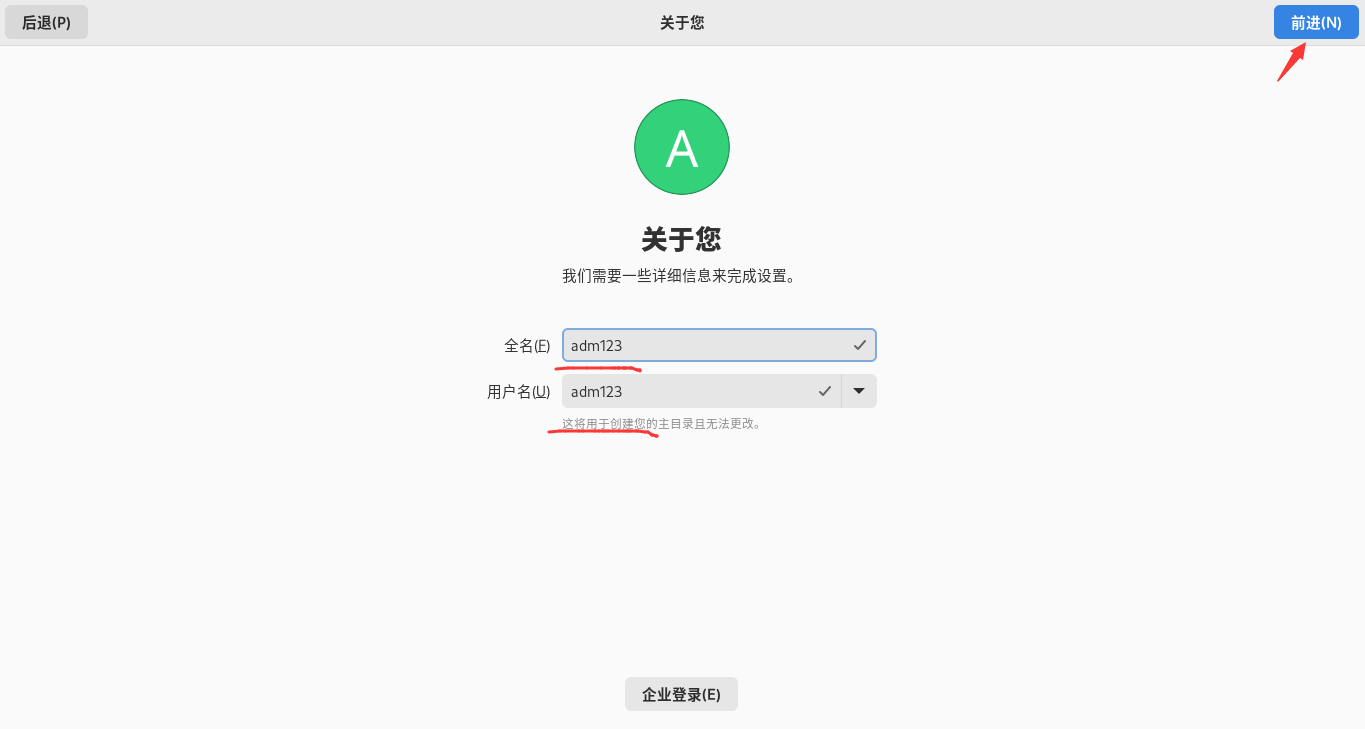 后退(P)
关于您
前进(N)
A
关于您
我们需要一些详细信息来完成设置。
全名(F)
adm123
用户名(U)
adm123
这将用于创建您的主目录且无法更改。
企业登录(E)